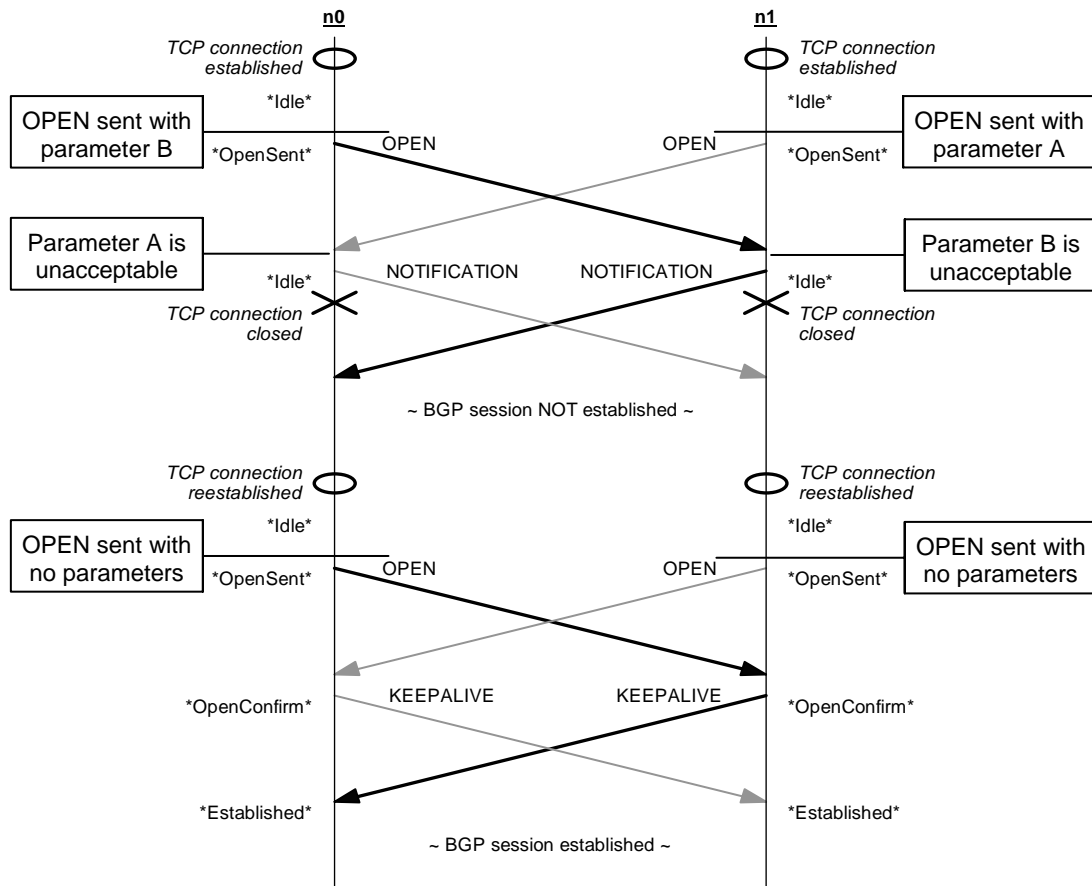 n0
n1
TCP connection
established
TCP connection
established
*Idle*
*Idle*
OPEN sent with
parameter B
OPEN sent with
parameter A
*OpenSent*
OPEN
OPEN
*OpenSent*
Parameter A is
unacceptable
Parameter B is
unacceptable
*Idle*
NOTIFICATION
NOTIFICATION
*Idle*
TCP connection
closed
TCP connection
closed
~ BGP session NOT established ~
TCP connection
reestablished
TCP connection
reestablished
*Idle*
*Idle*
OPEN sent with
no parameters
OPEN sent with
no parameters
*OpenSent*
OPEN
OPEN
*OpenSent*
*OpenConfirm*
KEEPALIVE
KEEPALIVE
*OpenConfirm*
*Established*
*Established*
~ BGP session established ~